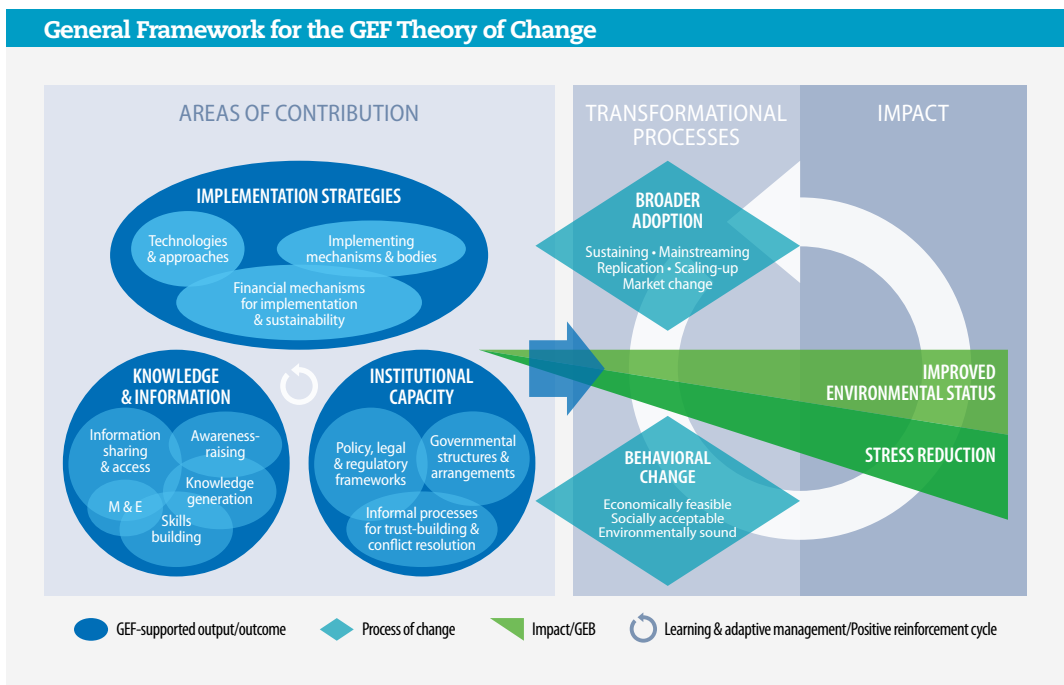 General Framework for the GEF Theory of Change
AREAS OF CONTRIBUTION
IMPLEMENTATION STRATEGIES
Technologies
& approaches
Implementing
mechanisms & bodies
Financial mechanisms
for implementation
& sustainability
KNOWLEDGE
& INFORMATION
Information
sharing
& access
Awareness-
raising
Knowledge
generation
M & E
Skills
building
INSTITUTIONAL
CAPACITY
Policy, legal
& regulatory
frameworks
Governmental
structures &
arrangements
Informal processes
for trust-building &
conflict resolution
TRANSFORMATIONAL
PROCESSES
BROADER
ADOPTION
Sustaining • Mainstreaming
Replication • Scaling-up
Market change
BEHAVIORAL
CHANGE
Economically feasible
Socially acceptable
Environmentally sound
IMPACT
IMPROVED
ENVIRONMENTAL STATUS
STRESS REDUCTION
GEF-supported output/outcome
Process of change
Impact/GEB
Learning & adaptive management/Positive reinforcement cycle